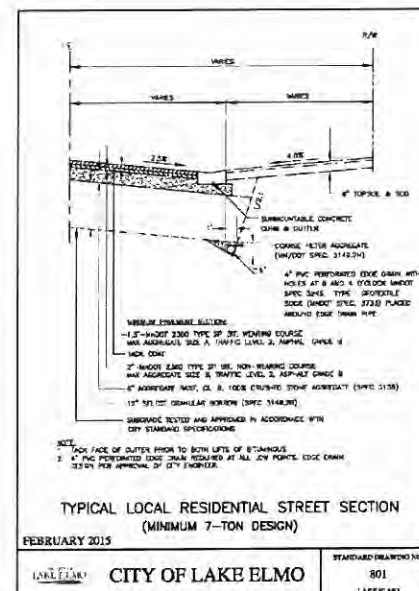 R/W
VARIES
VARIES
VARIES
4.0%
6" TOPSOIL & SOD
SURMOUNTABLE CONCRETE
CURB & GUTTER
COARSE FILTER AGGREGATE
(MN/DOT SPEC. 3149.2H)
4" PVC PERFORATED EDGE DRAIN WITH
HOLES AT 8 AND 4 O'CLOCK MNDOT
SPEC 3245. TYPE GEOTEXTILE
SOCK (MNDOT SPEC. 3733) PLACED
AROUND EDGE DRAIN PIPE
MINIMUM PAVEMENT SECTION:
1.5" MNDOT 2360 TYPE SP WEARING COURSE
MAX AGGREGATE SIZE A, TRAFFIC LEVEL 2, ASPHALT GRADE B
TACK COAT
2" MNDOT 2360 TYPE SP NON-WEARING COURSE
MAX AGGREGATE SIZE B, TRAFFIC LEVEL 2, ASPHALT GRADE B
AGGREGATE BASE, CL 100% CRUSHED STONE AGGREGATE (SPEC 3138)
12" SELECT GRANULAR BORROW (SPEC 3149.2B)
SUBGRADE TESTED AND APPROVED IN ACCORDANCE WITH
CITY STANDARD SPECIFICATIONS
NOTE
1. TACK FACE OF GUTTER PRIOR TO BOTH LIFTS OF BITUMINOUS
2. 4" PVC PERFORATED EDGE DRAIN REQUIRED AT ALL LOW POINTS. EDGE DRAIN
DESIGN PER APPROVAL OF CITY ENGINEER.
TYPICAL LOCAL RESIDENTIAL STREET SECTION
(MINIMUM 7-TON DESIGN)
FEBRUARY 2015
LAKE ELMO
CITY OF LAKE ELMO
STANDARD DRAWING NO.
801